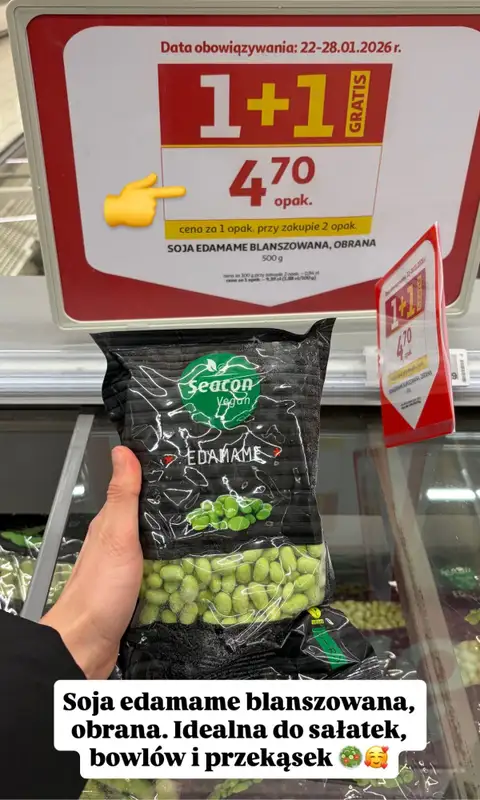 Data obowiązywania: 22-28.01.2026 r.
1+1 GRATIS
4,70
opak.
cena za 1 opak. przy zakupie 2 opak.
SOJA EDAMAME BLANSZOWANA, OBRANA
500 g
1+1
4,70
Seacon
Vegan
EDAMAME
Soja edamame blanszowana,
obrana. Idealna do sałatek,
bowlów i przekąsek 🥗🥰